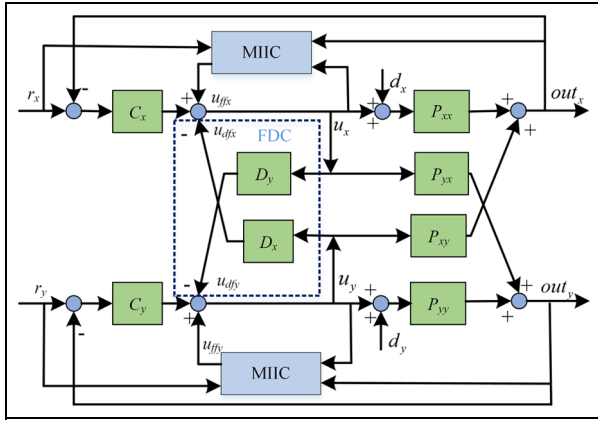 MIIC
r_x
-
+
u_ffx
d_x
+
+
+
out_x
C_x
P_xx
+
-
u_dfx
FDC
u_x
D_y
P_yx
D_x
P_xy
r_y
-
u_dfy
u_y
+
+
out_y
C_y
+
P_yy
+
-
u_ffy
+
d_y
MIIC